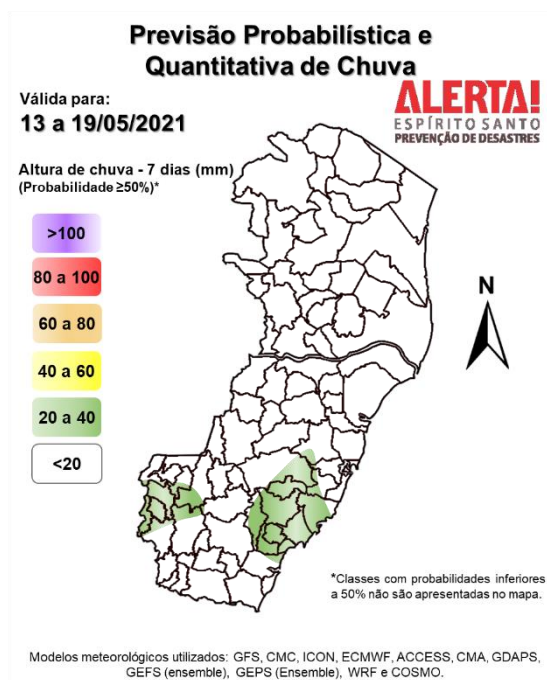 Previsão Probabilística e
Quantitativa de Chuva
Válida para:
13 a 19/05/2021
ALERTA!
ESPÍRITO SANTO
PREVENÇÃO DE DESASTRES
Altura de chuva - 7 dias (mm)
(Probabilidade ≥50%)*
>100
80 a 100
60 a 80
40 a 60
20 a 40
<20
N
*Classes com probabilidades inferiores
a 50% não são apresentadas no mapa.
Modelos meteorológicos utilizados: GFS, CMC, ICON, ECMWF, ACCESS, CMA, GDAPS,
GEFS (ensemble), GEPS (Ensemble), WRF e COSMO.